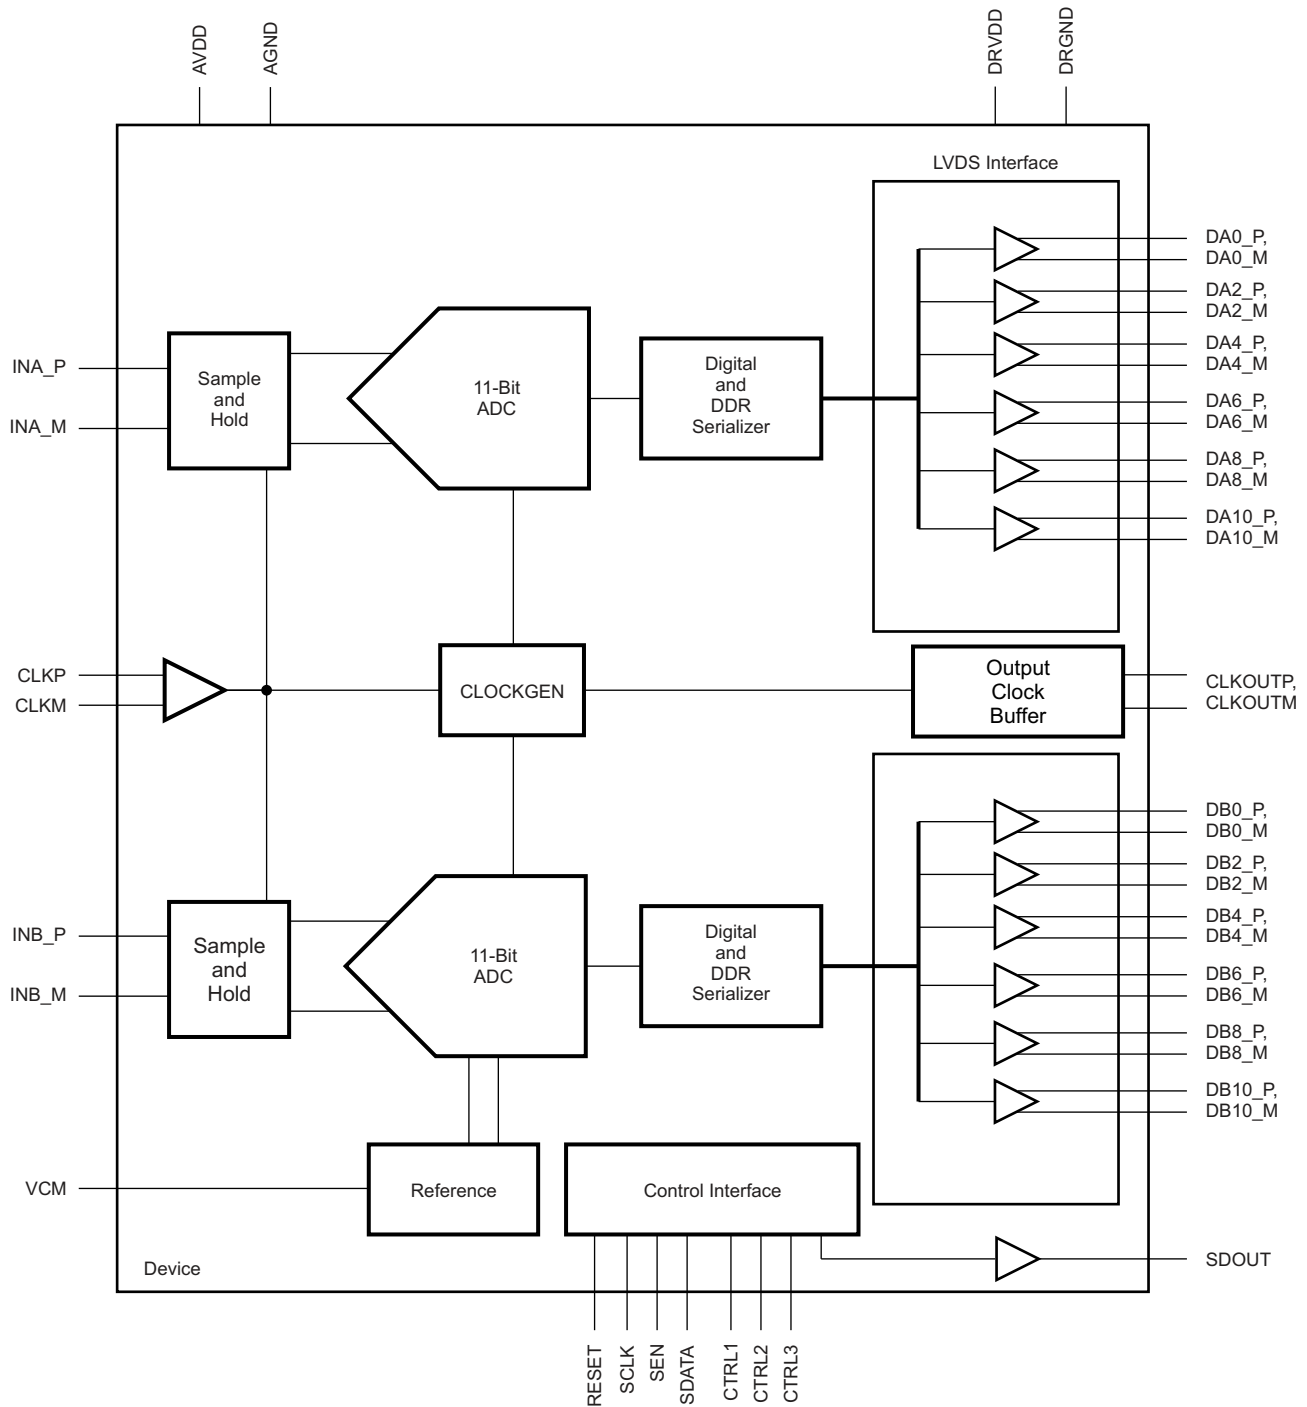 AVDD
AGND
DRVDD
DRGND
LVDS Interface
DA0_P,
DA0_M
DA2_P,
DA2_M
DA4_P,
DA4_M
DA6_P,
DA6_M
DA8_P,
DA8_M
DA10_P,
DA10_M
INA_P
INA_M
Sample
and
Hold
11-Bit
ADC
Digital
and
DDR
Serializer
CLKP
CLKM
CLOCKGEN
Output
Clock
Buffer
CLKOUTP,
CLKOUTM
DB0_P,
DB0_M
DB2_P,
DB2_M
DB4_P,
DB4_M
DB6_P,
DB6_M
DB8_P,
DB8_M
DB10_P,
DB10_M
INB_P
INB_M
Sample
and
Hold
11-Bit
ADC
Digital
and
DDR
Serializer
VCM
Reference
Control Interface
Device
SDOUT
RESET
SCLK
SEN
SDATA
CTRL1
CTRL2
CTRL3